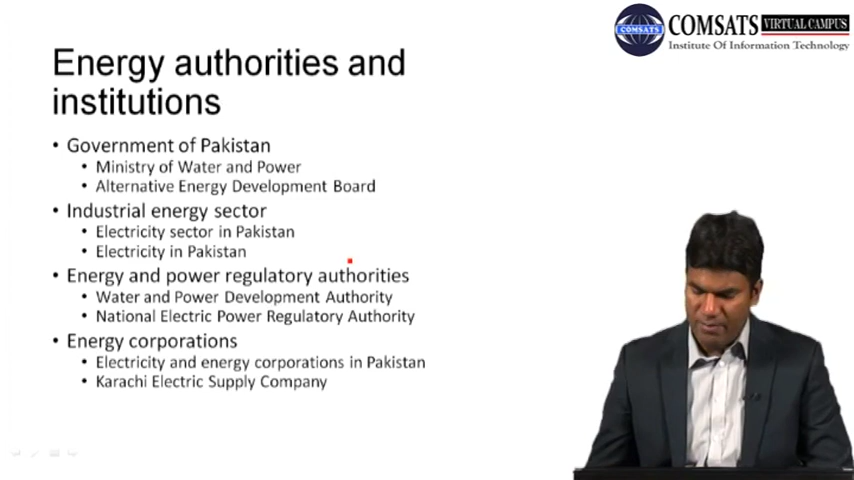 COMSATS
COMSATS VIRTUAL CAMPUS
Institute Of Information Technology
Energy authorities and
institutions
• Government of Pakistan
• Ministry of Water and Power
• Alternative Energy Development Board
• Industrial energy sector
• Electricity sector in Pakistan
• Electricity in Pakistan
• Energy and power regulatory authorities
• Water and Power Development Authority
• National Electric Power Regulatory Authority
• Energy corporations
• Electricity and energy corporations in Pakistan
• Karachi Electric Supply Company